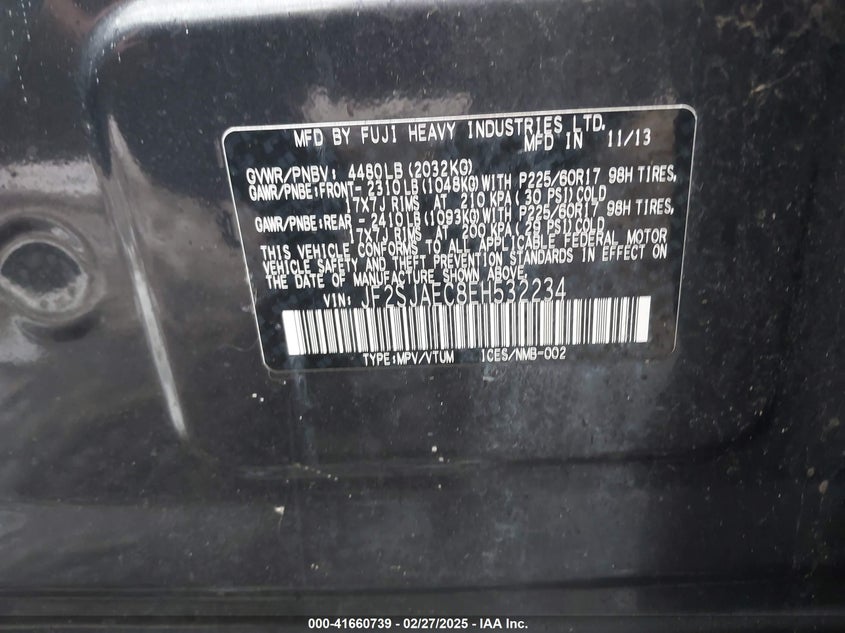 MFD BY FUJI HEAVY INDUSTRIES LTD.
MFD IN 11/13
GVWR/PNBV: 4480LB(2032KG)
GAWR/PNBE:FRONT- 2310LB(1048KG)WITH P225/60R17 98H TIRES,
17X7J RIMS AT 210 KPA(30 PSI)COLD
GAWR/PNBE:REAR - 2410LB(1093KG)WITH P225/60R17 98H TIRES,
17X7J RIMS AT 200 KPA(29 PSI)COLD
THIS VEHICLE CONFORMS TO ALL APPLICABLE FEDERAL MOTOR
VEHICLE SAFETY AND THEFT PREVENTION STANDARDS IN EFFECT ON
THE DATE OF MANUFACTURE SHOWN ABOVE.
VIN: JF2SJAEC8EH532234
TYPE:MPV/VTUM 1CES/NMB-002
000-41660739 - 02/27/2025 - IAA Inc.